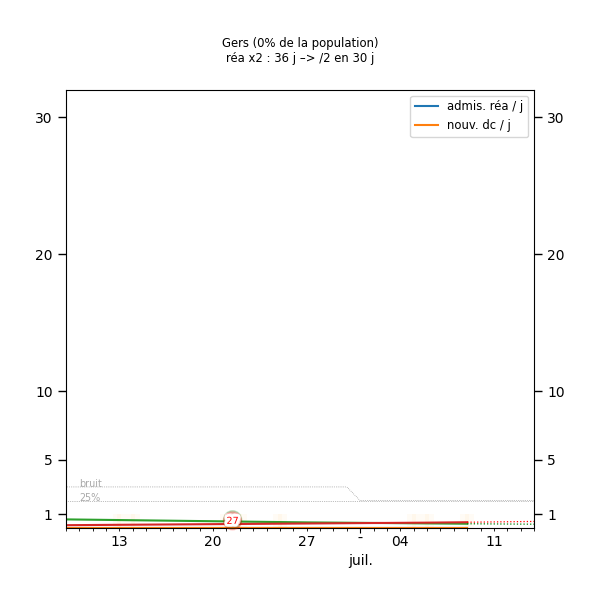 Gers (0% de la population)
réa x2 : 36 j –> /2 en 30 j
admis. réa / j
nouv. dc / j
30 30
20 20
10 10
5 5
bruit
25%
1 1
27
13 20 27 - 04 11
juil.